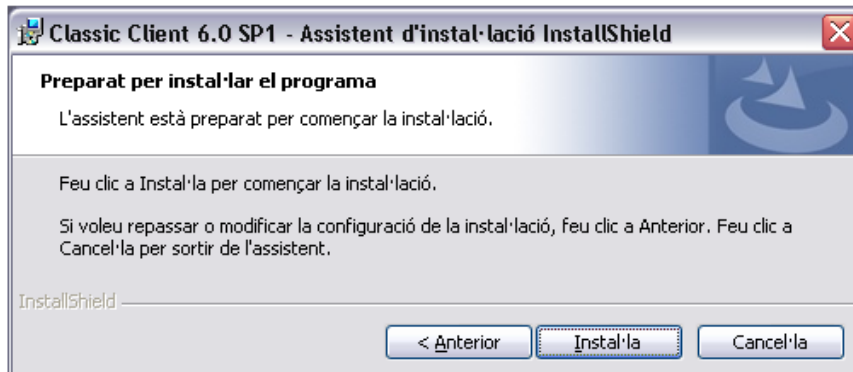 Classic Client 6.0 SP1 - Assistent d'instal·lació InstallShield
Preparat per instal·lar el programa
L'assistent està preparat per començar la instal·lació.
Feu clic a Instal·la per començar la instal·lació.
Si voleu repassar o modificar la configuració de la instal·lació, feu clic a Anterior. Feu clic a
Cancel·la per sortir de l'assistent.
InstallShield
< Anterior Instal·la Cancel·la